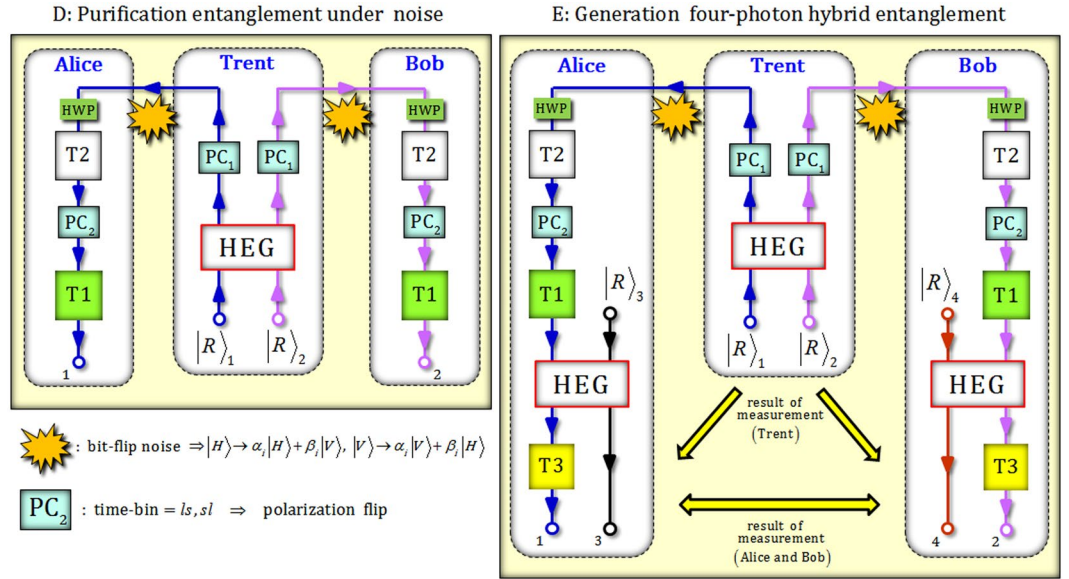 D: Purification entanglement under noise
Alice
Trent
Bob
HWP
HWP
T2
PC₁
PC₁
T2
PC₂
PC₂
HEG
T1
T1
|R⟩₁
|R⟩₂
1
2
: bit-flip noise ⇒|H⟩→αᵢ|H⟩+βᵢ|V⟩, |V⟩→αᵢ|V⟩+βᵢ|H⟩
PC₂ : time-bin = ls, sl ⇒ polarization flip
E: Generation four-photon hybrid entanglement
Alice
Trent
Bob
HWP
HWP
T2
PC₁
PC₁
T2
PC₂
PC₂
HEG
T1
|R⟩₃
|R⟩₄
T1
|R⟩₁
|R⟩₂
HEG
HEG
result of
measurement
(Trent)
T3
T3
result of
measurement
(Alice and Bob)
1
3
4
2